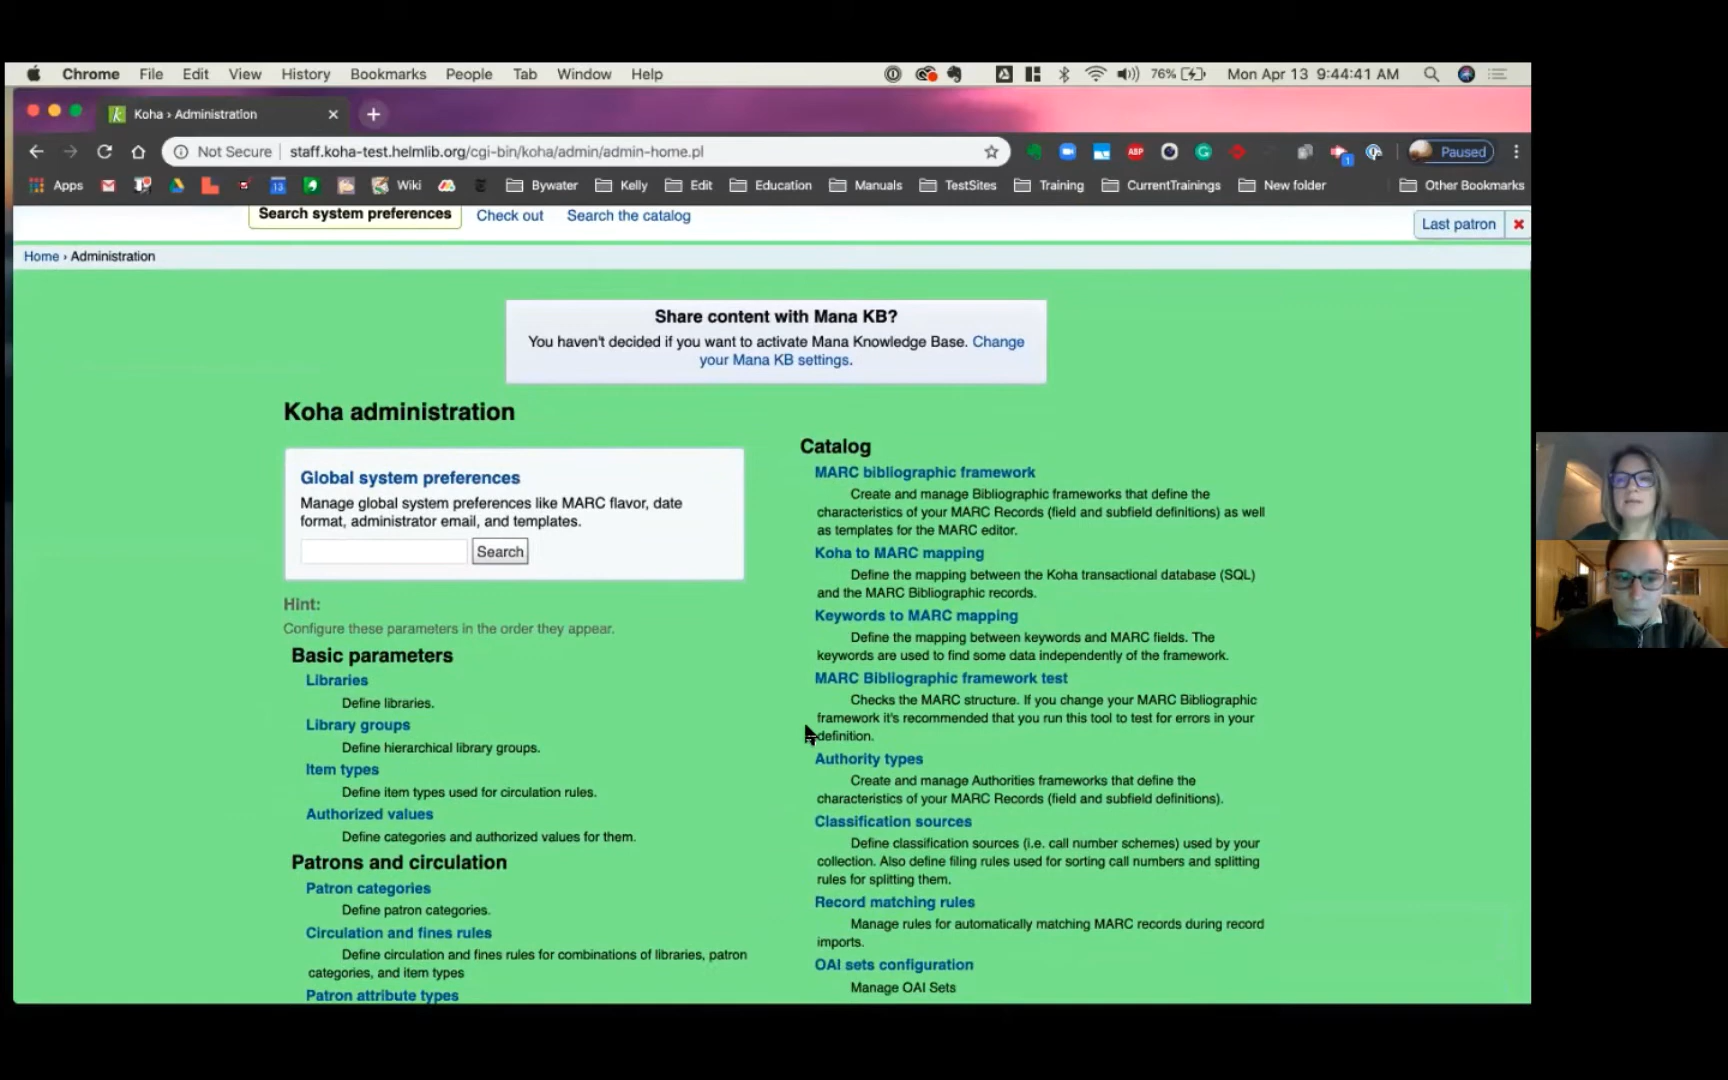 Chrome File Edit View History Bookmarks People Tab Window Help 76% Mon Apr 13 9:44:41 AM
Koha › Administration
Not Secure staff.koha-test.helmlib.org/cgi-bin/koha/admin/admin-home.pl ABP 1 Paused
Apps 13 Wiki Bywater Kelly Edit Education Manuals TestSites Training CurrentTrainings New folder Other Bookmarks
Search system preferences Check out Search the catalog
Last patron
Home › Administration
Share content with Mana KB?
You haven't decided if you want to activate Mana Knowledge Base. Change
your Mana KB settings.
Koha administration
Global system preferences
Manage global system preferences like MARC flavor, date
format, administrator email, and templates.
Search
Hint:
Configure these parameters in the order they appear.
Basic parameters
Libraries
Define libraries.
Library groups
Define hierarchical library groups.
Item types
Define item types used for circulation rules.
Authorized values
Define categories and authorized values for them.
Patrons and circulation
Patron categories
Define patron categories.
Circulation and fines rules
Define circulation and fines rules for combinations of libraries, patron
categories, and item types
Patron attribute types
Catalog
MARC bibliographic framework
Create and manage Bibliographic frameworks that define the
characteristics of your MARC Records (field and subfield definitions) as well
as templates for the MARC editor.
Koha to MARC mapping
Define the mapping between the Koha transactional database (SQL)
and the MARC Bibliographic records.
Keywords to MARC mapping
Define the mapping between keywords and MARC fields. The
keywords are used to find some data independently of the framework.
MARC Bibliographic framework test
Checks the MARC structure. If you change your MARC Bibliographic
framework it's recommended that you run this tool to test for errors in your
definition.
Authority types
Create and manage Authorities frameworks that define the
characteristics of your MARC Records (field and subfield definitions).
Classification sources
Define classification sources (i.e. call number schemes) used by your
collection. Also define filing rules used for sorting call numbers and splitting
rules for splitting them.
Record matching rules
Manage rules for automatically matching MARC records during record
imports.
OAI sets configuration
Manage OAI Sets